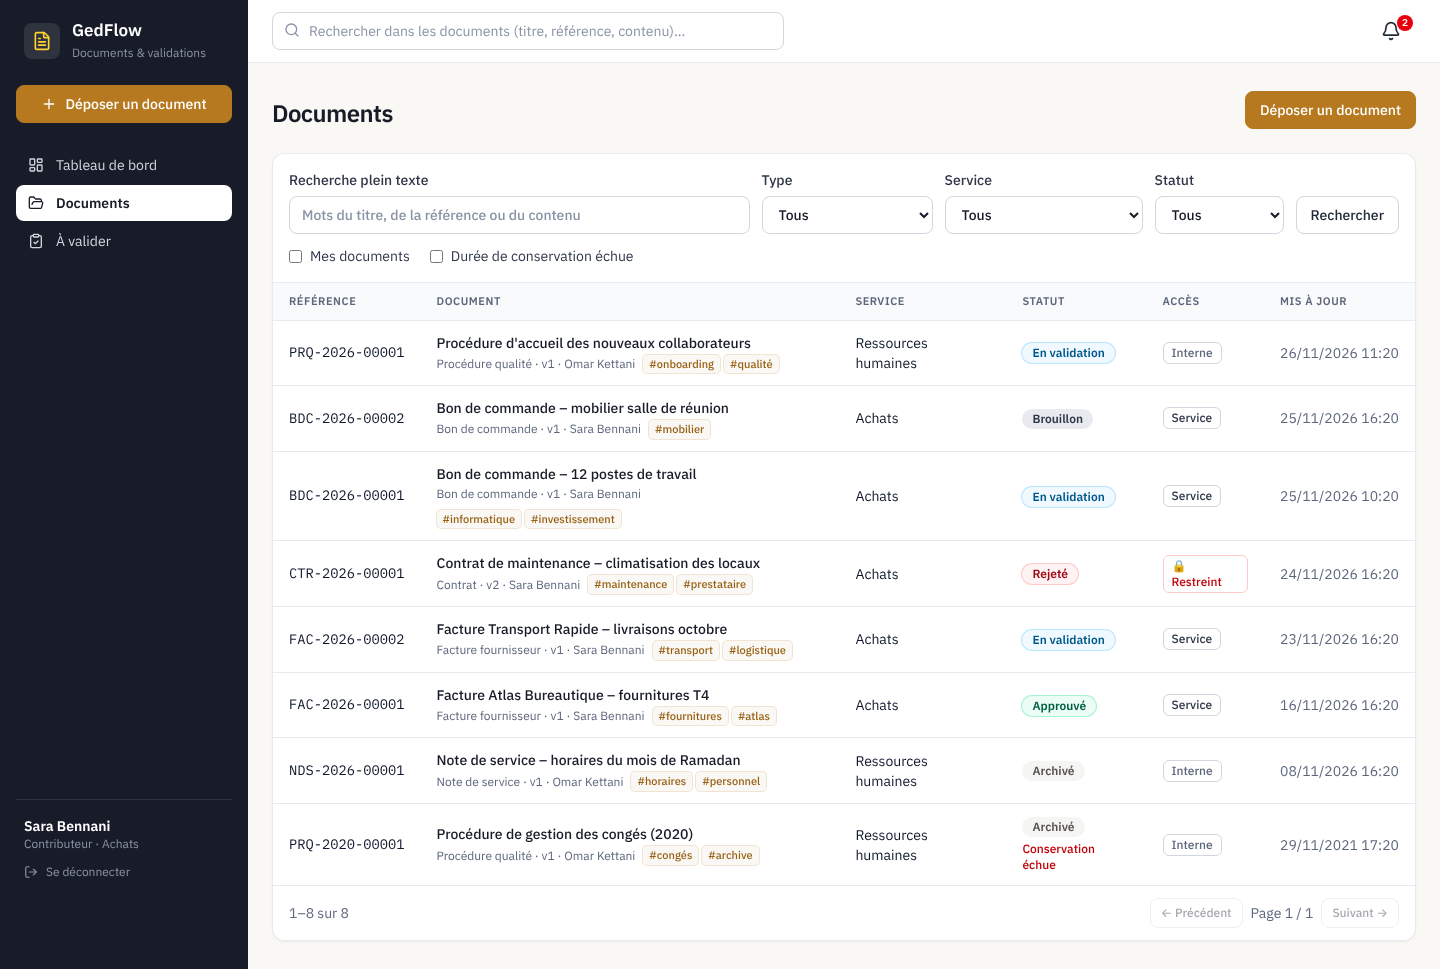 GedFlow
Documents & validations
Déposer un document
Tableau de bord
Documents
À valider
Sara Bennani
Contributeur · Achats
Se déconnecter
Rechercher dans les documents (titre, référence, contenu)...
2
Documents
Déposer un document
Recherche plein texte
Type
Service
Statut
Mots du titre, de la référence ou du contenu
Tous
Tous
Tous
Rechercher
Mes documents
Durée de conservation échue
RÉFÉRENCE DOCUMENT SERVICE STATUT ACCÈS MIS À JOUR
PRQ-2026-00001
Procédure d'accueil des nouveaux collaborateurs
Procédure qualité · v1 · Omar Kettani #onboarding #qualité
Ressources
humaines
En validation
Interne
26/11/2026 11:20
BDC-2026-00002
Bon de commande – mobilier salle de réunion
Bon de commande · v1 · Sara Bennani #mobilier
Achats
Brouillon
Service
25/11/2026 16:20
BDC-2026-00001
Bon de commande – 12 postes de travail
Bon de commande · v1 · Sara Bennani
#informatique #investissement
Achats
En validation
Service
25/11/2026 10:20
CTR-2026-00001
Contrat de maintenance – climatisation des locaux
Contrat · v2 · Sara Bennani #maintenance #prestataire
Achats
Rejeté
🔒
Restreint
24/11/2026 16:20
FAC-2026-00002
Facture Transport Rapide – livraisons octobre
Facture fournisseur · v1 · Sara Bennani #transport #logistique
Achats
En validation
Service
23/11/2026 16:20
FAC-2026-00001
Facture Atlas Bureautique – fournitures T4
Facture fournisseur · v1 · Sara Bennani #fournitures #atlas
Achats
Approuvé
Service
16/11/2026 16:20
NDS-2026-00001
Note de service – horaires du mois de Ramadan
Note de service · v1 · Omar Kettani #horaires #personnel
Ressources
humaines
Archivé
Interne
08/11/2026 16:20
PRQ-2020-00001
Procédure de gestion des congés (2020)
Procédure qualité · v1 · Omar Kettani #congés #archive
Ressources
humaines
Archivé
Conservation
échue
Interne
29/11/2021 17:20
1–8 sur 8
← Précédent
Page 1 / 1
Suivant →